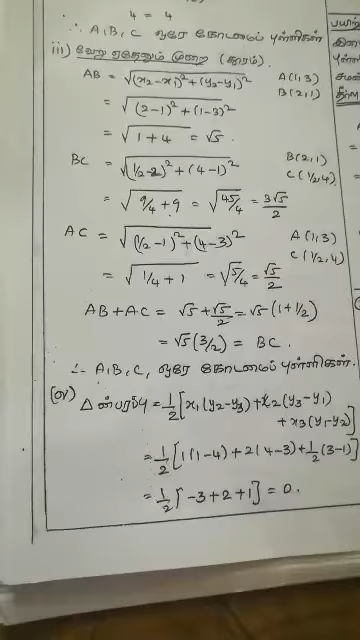 4 = 4
∴ A, B, C ஒரே கோடமைப் புள்ளிகள்
iii) வேறு ஏதேனும் முறை (தூரம்).
AB = √(x₂-x₁)²+(y₂-y₁)² A(1,3)
= √(2-1)²+(1-3)² B(2,1)
= √1+4 = √5
BC = √(1/2-2)²+(4-1)² B(2,1)
C(1/2,4)
= √9/4+9 = √45/4 = 3√5/2
AC = √(1/2-1)²+(4-3)² A(1,3)
C(1/2,4)
= √1/4+1 = √5/4 = √5/2
AB+AC = √5+√5/2 = √5(1+1/2)
= √5(3/2) = BC.
∴ A, B, C, ஒரே கோடமைப் புள்ளிகள்.
(or) Δ ன் பரப்பு = 1/2[x₁(y₂-y₃)+x₂(y₃-y₁)
+x₃(y₁-y₂)]
= 1/2[1(1-4)+2(4-3)+1/2(3-1)]
= 1/2[-3+2+1] = 0.